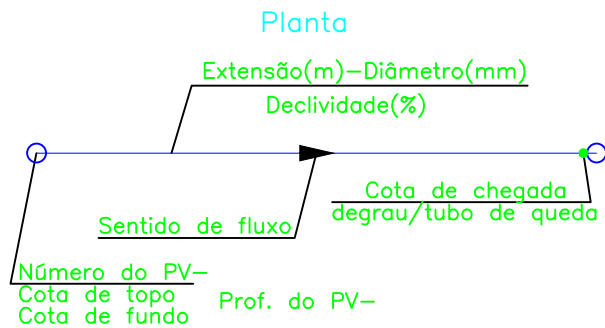 Planta
Extensão(m)-Diâmetro(mm)
Declividade(%)
Cota de chegada
degrau/tubo de queda
Sentido de fluxo
Número do PV-
Cota de topo
Prof. do PV-
Cota de fundo